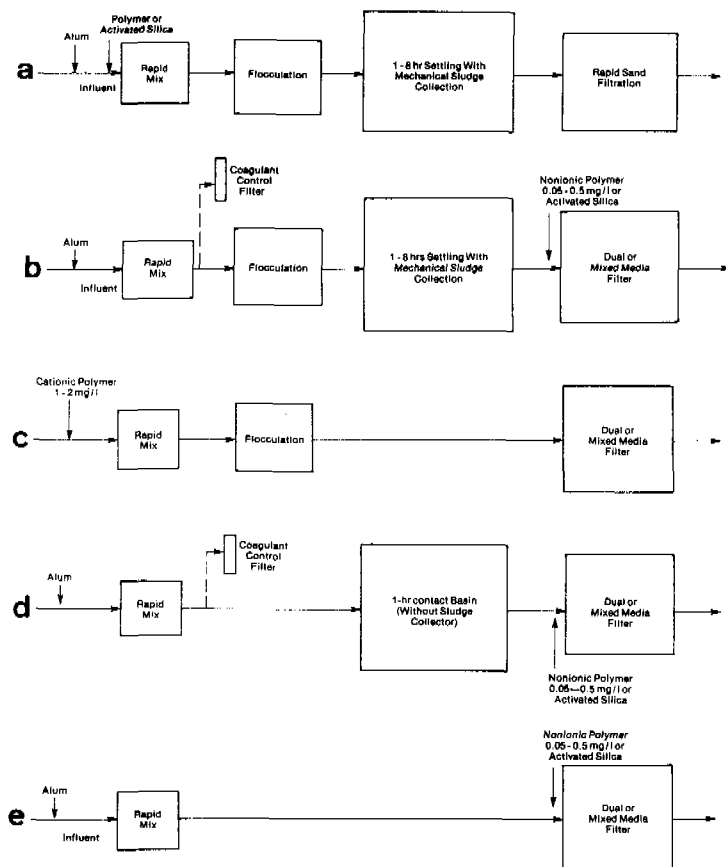 Polymer or
Activated Silica
Alum
a
Influent
Rapid
Mix
Flocculation
1 - 8 hr Settling With
Mechanical Sludge
Collection
Rapid Sand
Filtration
Coagulant
Control
Filter
Nonionic Polymer
0.05 - 0.5 mg/l or
Activated Silica
Alum
b
Influent
Rapid
Mix
Flocculation
1 - 8 hrs Settling With
Mechanical Sludge
Collection
Dual or
Mixed Media
Filter
Cationic Polymer
1 - 2 mg/l
c
Rapid
Mix
Flocculation
Dual or
Mixed Media
Filter
Coagulant
Control
Filter
Alum
d
Rapid
Mix
1-hr contact Basin
(Without Sludge
Collector)
Dual or
Mixed Media
Filter
Nonionic Polymer
0.05-0.5 mg/l or
Activated Silica
Nonionic Polymer
0.05 - 0.5 mg/l or
Activated Silica
Alum
e
Influent
Rapid
Mix
Dual or
Mixed Media
Filter